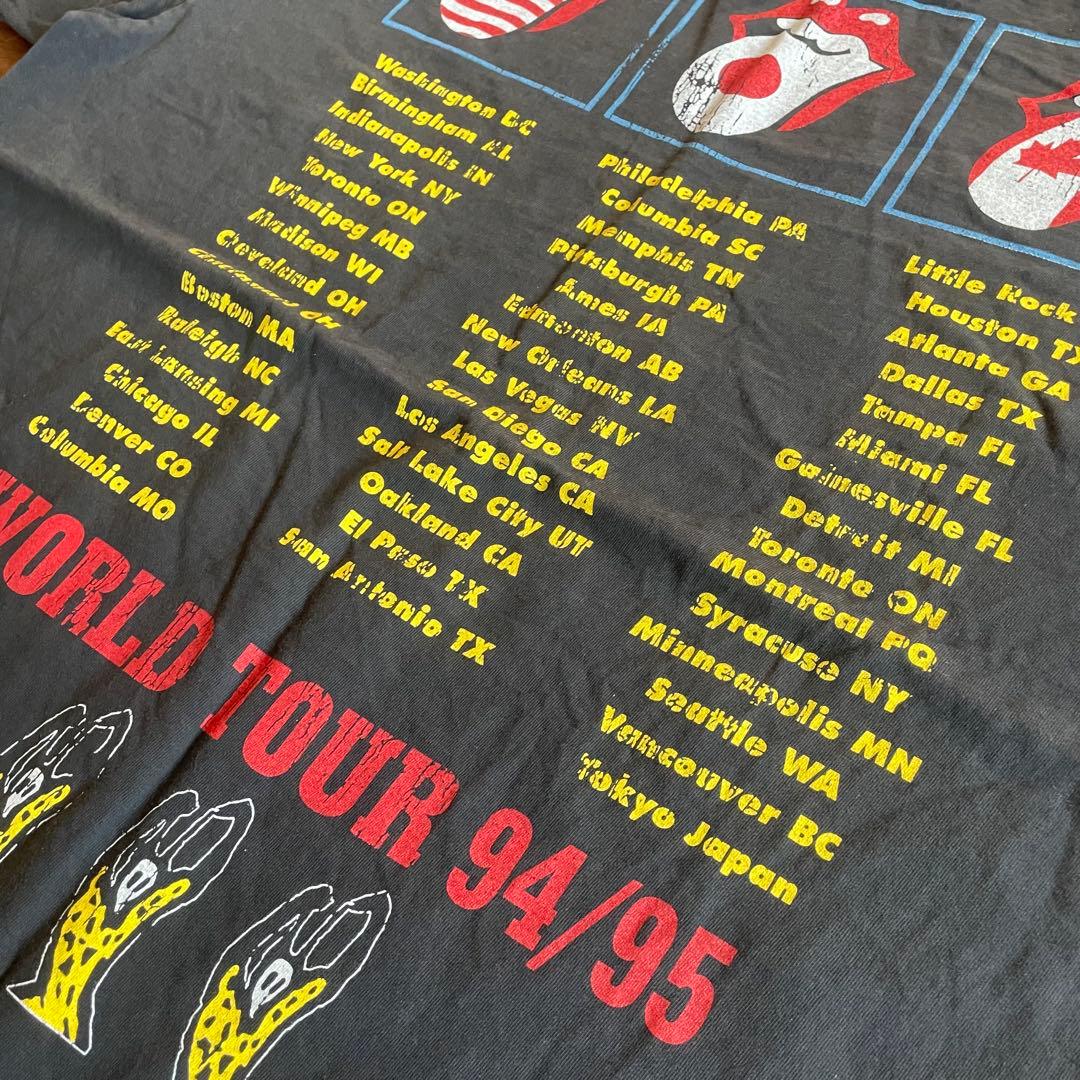 Washington DC
Birmingham AL
Indianapolis IN
New York NY
Toronto ON
Winnipeg MB
Madison WI
Cleveland OH
Cincinnati OH
Boston MA
Raleigh NC
East Lansing MI
Chicago IL
Denver CO
Columbia MO
Philadelphia PA
Columbia SC
Memphis TN
Pittsburgh PA
Ames IA
Edmonton AB
New Orleans LA
Las Vegas NV
San Diego CA
Los Angeles CA
Salt Lake City UT
Oakland CA
El Paso TX
San Antonio TX
Little Rock
Houston TX
Atlanta GA
Dallas TX
Tampa FL
Miami FL
Gainesville FL
Detroit MI
Toronto ON
Montreal PQ
Syracuse NY
Minneapolis MN
Seattle WA
Vancouver BC
Tokyo Japan
WORLD TOUR 94/95